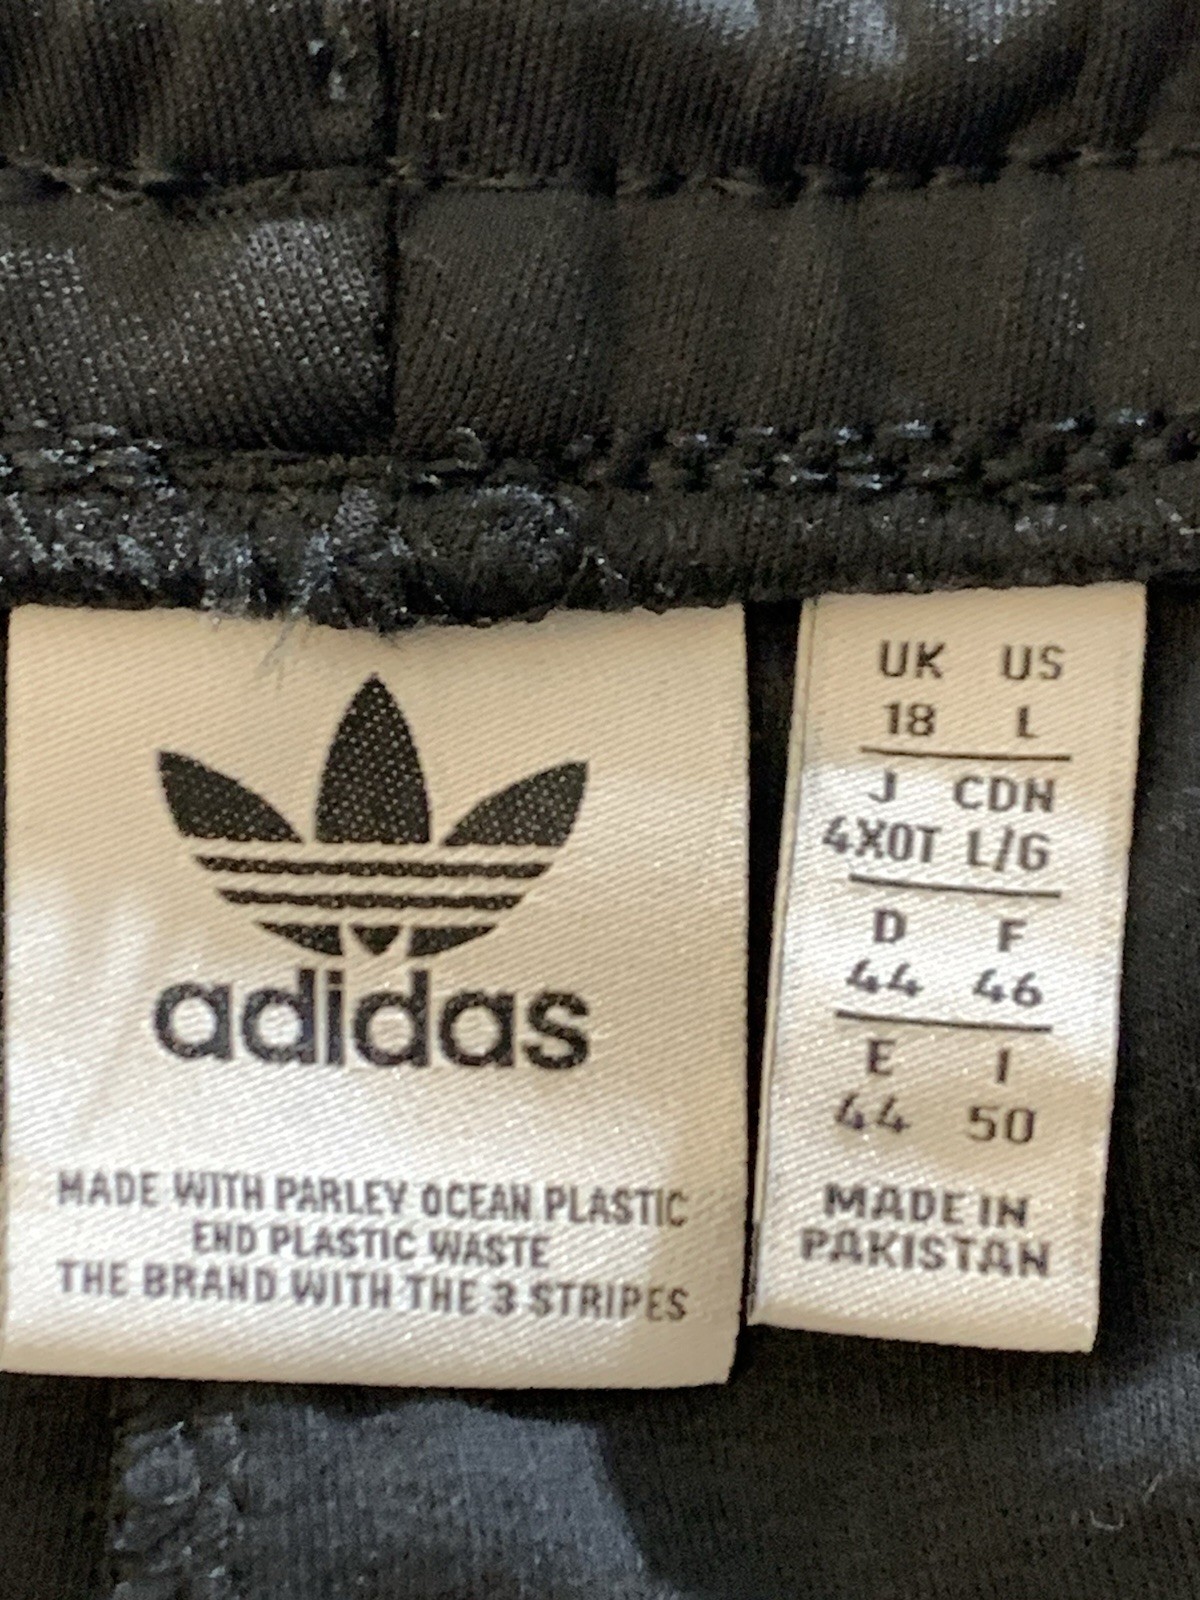 adidas
MADE WITH PARLEY OCEAN PLASTIC
END PLASTIC WASTE
THE BRAND WITH THE 3 STRIPES
UK US
18 L
J CDN
4XOT L/G
D F
44 46
E I
44 50
MADE IN
PAKISTAN